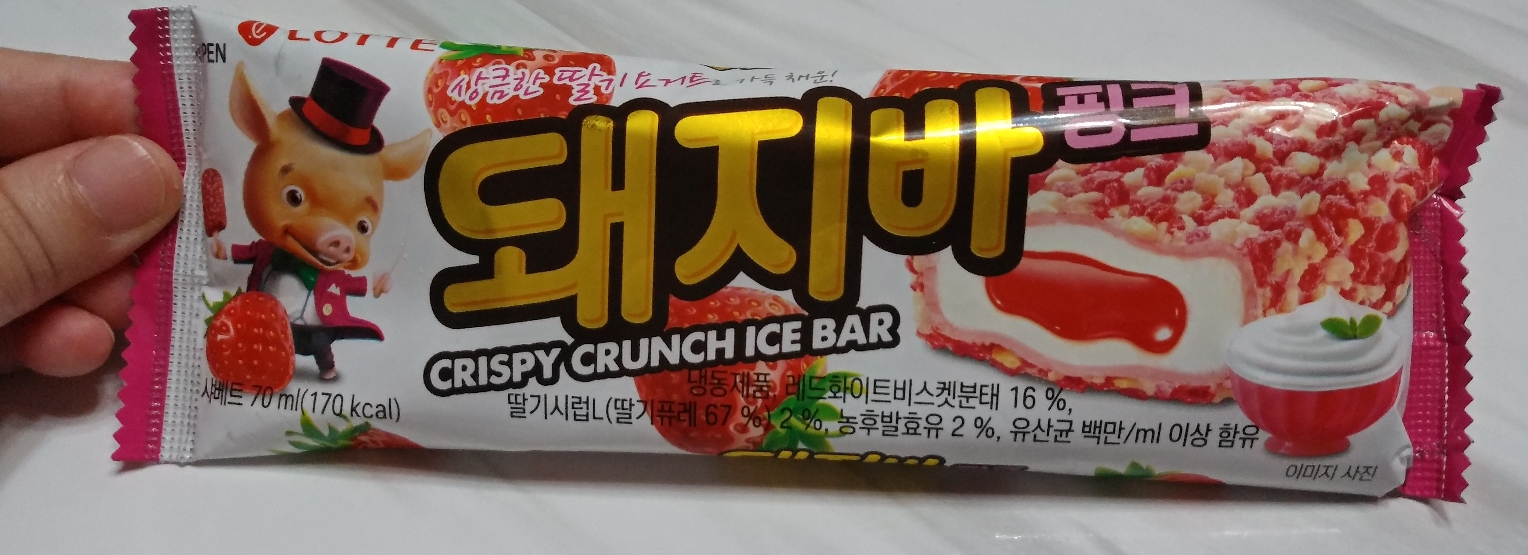 OPEN
LOTTE
상큼한 딸기요거트로 가득 채운!
돼지바 핑크
CRISPY CRUNCH ICE BAR
샤베트 70 ml(170 kcal)
냉동제품, 레드화이트비스켓분태 16 %,
딸기시럽L(딸기퓨레 67 %) 2 %, 농후발효유 2 %, 유산균 백만/ml 이상 함유
이미지 사진